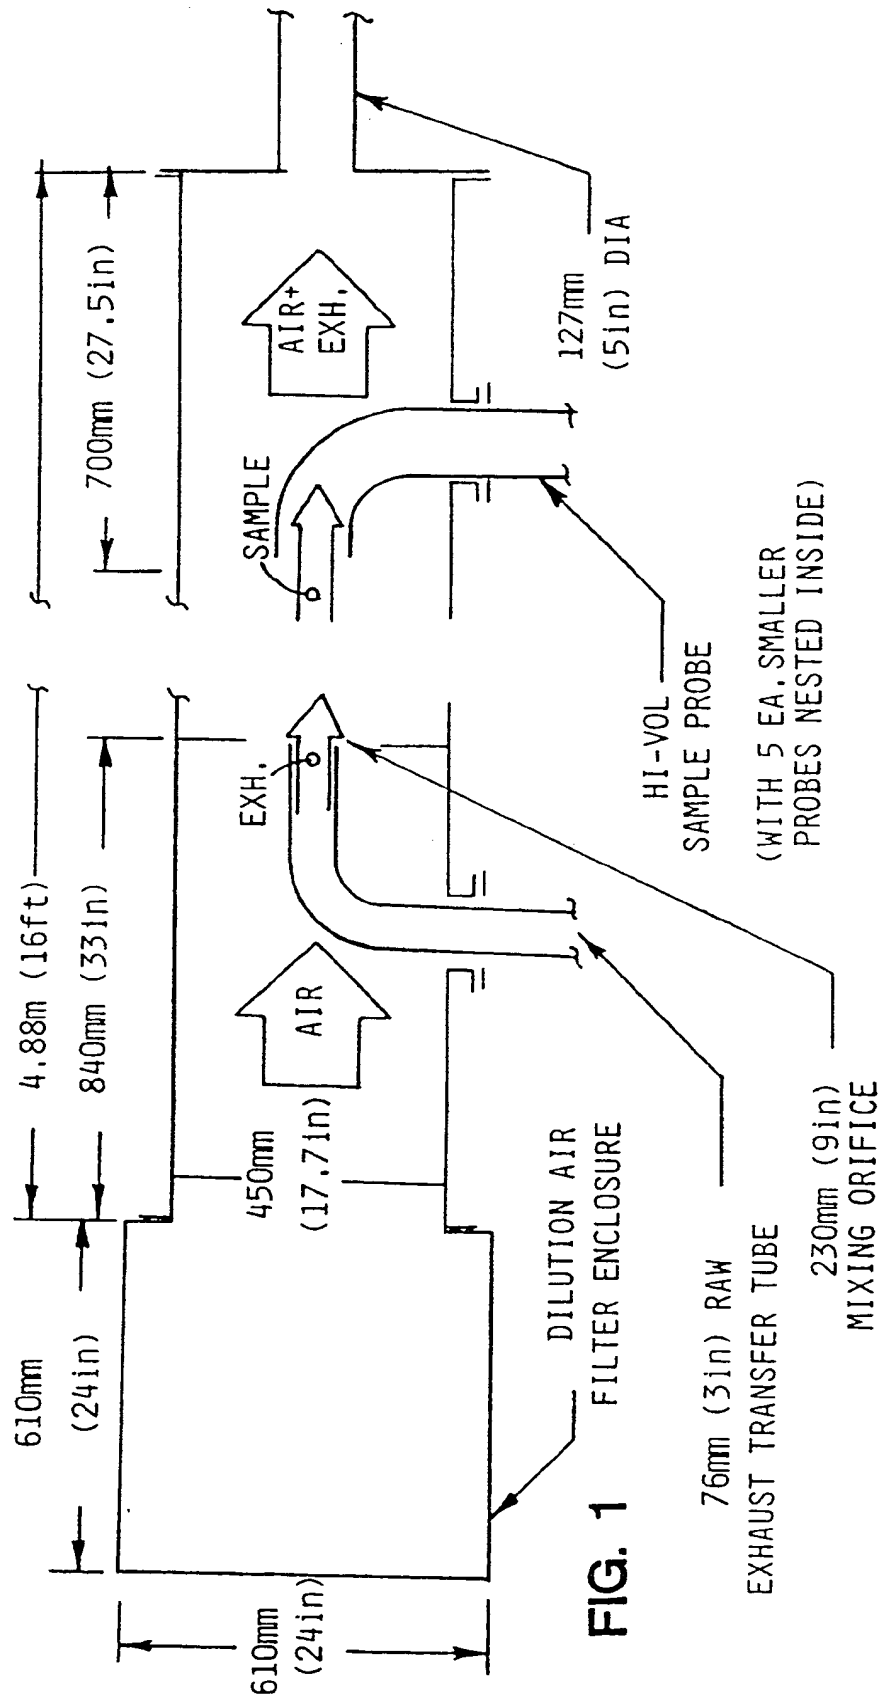 610mm
(24in)
4.88m (16ft)
840mm (33in)
700mm (27.5in)
610mm
(24in)
450mm
(17.7in)
AIR
EXH.
SAMPLE
AIR+
EXH.
DILUTION AIR
FILTER ENCLOSURE
76mm (3in) RAW
EXHAUST TRANSFER TUBE
230mm (9in)
MIXING ORIFICE
HI-VOL
SAMPLE PROBE
(WITH 5 EA. SMALLER
PROBES NESTED INSIDE)
127mm
(5in) DIA
FIG. 1